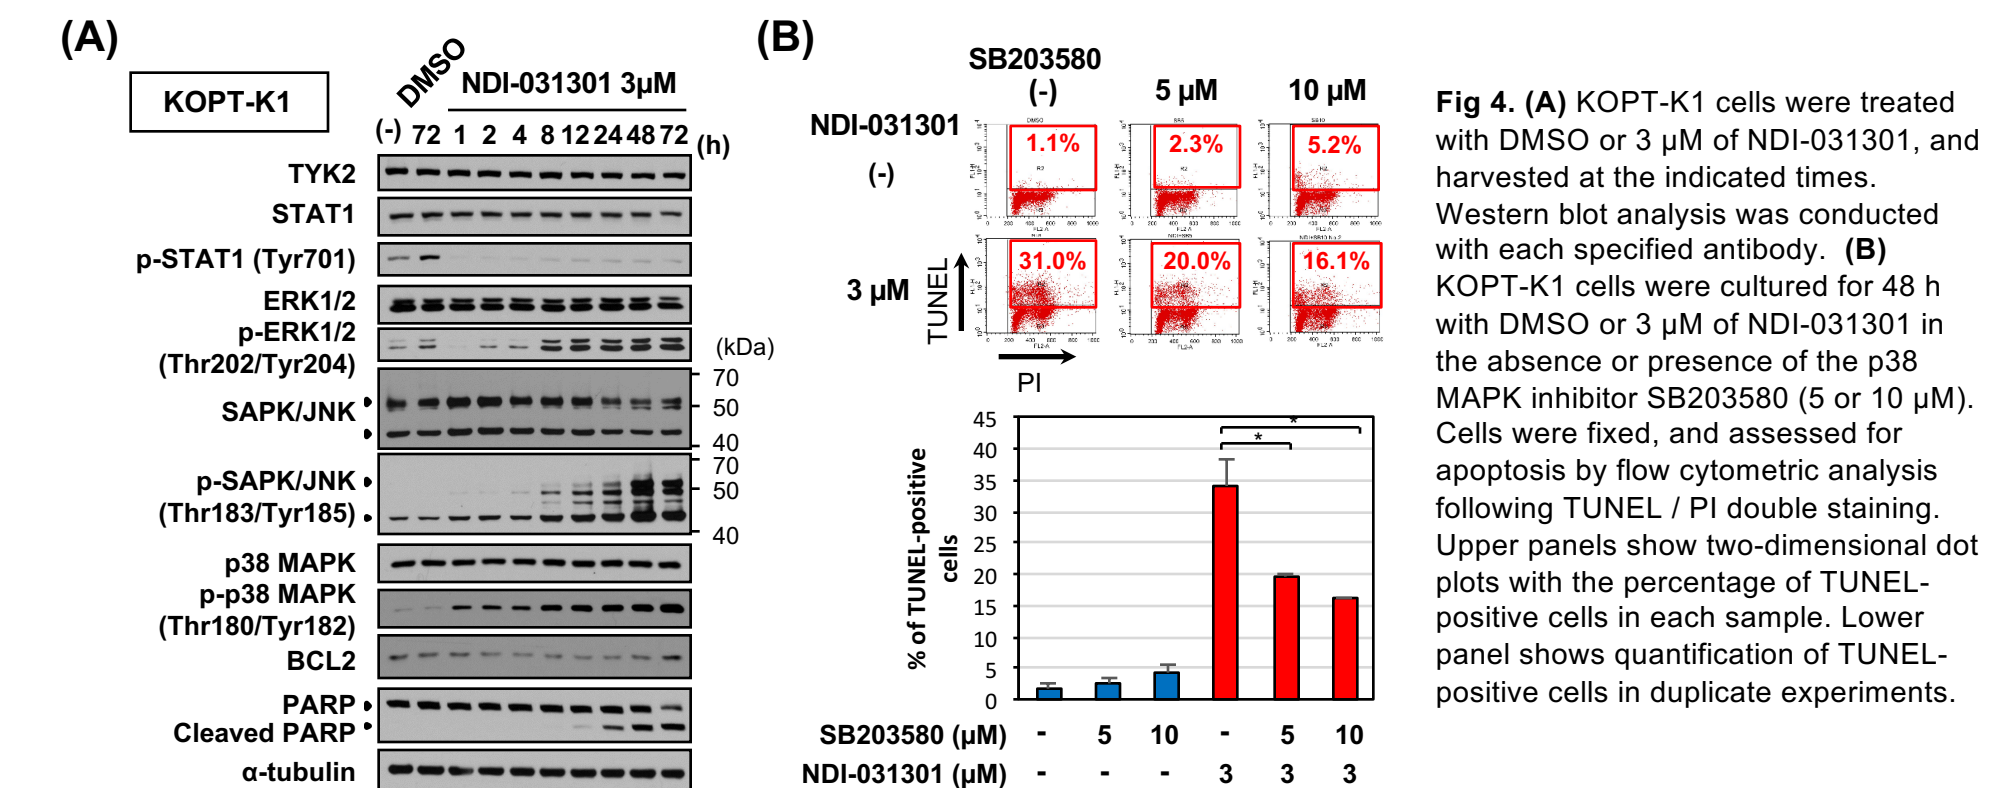 (A)
KOPT-K1
DMSO
NDI-031301 3µM
(-) 72 1 2 4 8 12 24 48 72 (h)
TYK2
STAT1
p-STAT1 (Tyr701)
ERK1/2
p-ERK1/2
(Thr202/Tyr204)
(kDa)
SAPK/JNK
70
50
40
p-SAPK/JNK
(Thr183/Tyr185)
70
50
40
p38 MAPK
p-p38 MAPK
(Thr180/Tyr182)
BCL2
PARP
Cleaved PARP
α-tubulin
(B)
SB203580
(-) 5 µM 10 µM
NDI-031301
(-)
1.1% 2.3% 5.2%
3 µM
31.0% 20.0% 16.1%
TUNEL
PI
% of TUNEL-positive
cells
45
40
35
30
25
20
15
10
5
0
* 
*
SB203580 (µM) - 5 10 - 5 10
NDI-031301 (µM) - - - 3 3 3
Fig 4. (A) KOPT-K1 cells were treated
with DMSO or 3 µM of NDI-031301, and
harvested at the indicated times.
Western blot analysis was conducted
with each specified antibody. (B)
KOPT-K1 cells were cultured for 48 h
with DMSO or 3 µM of NDI-031301 in
the absence or presence of the p38
MAPK inhibitor SB203580 (5 or 10 µM).
Cells were fixed, and assessed for
apoptosis by flow cytometric analysis
following TUNEL / PI double staining.
Upper panels show two-dimensional dot
plots with the percentage of TUNEL-
positive cells in each sample. Lower
panel shows quantification of TUNEL-
positive cells in duplicate experiments.